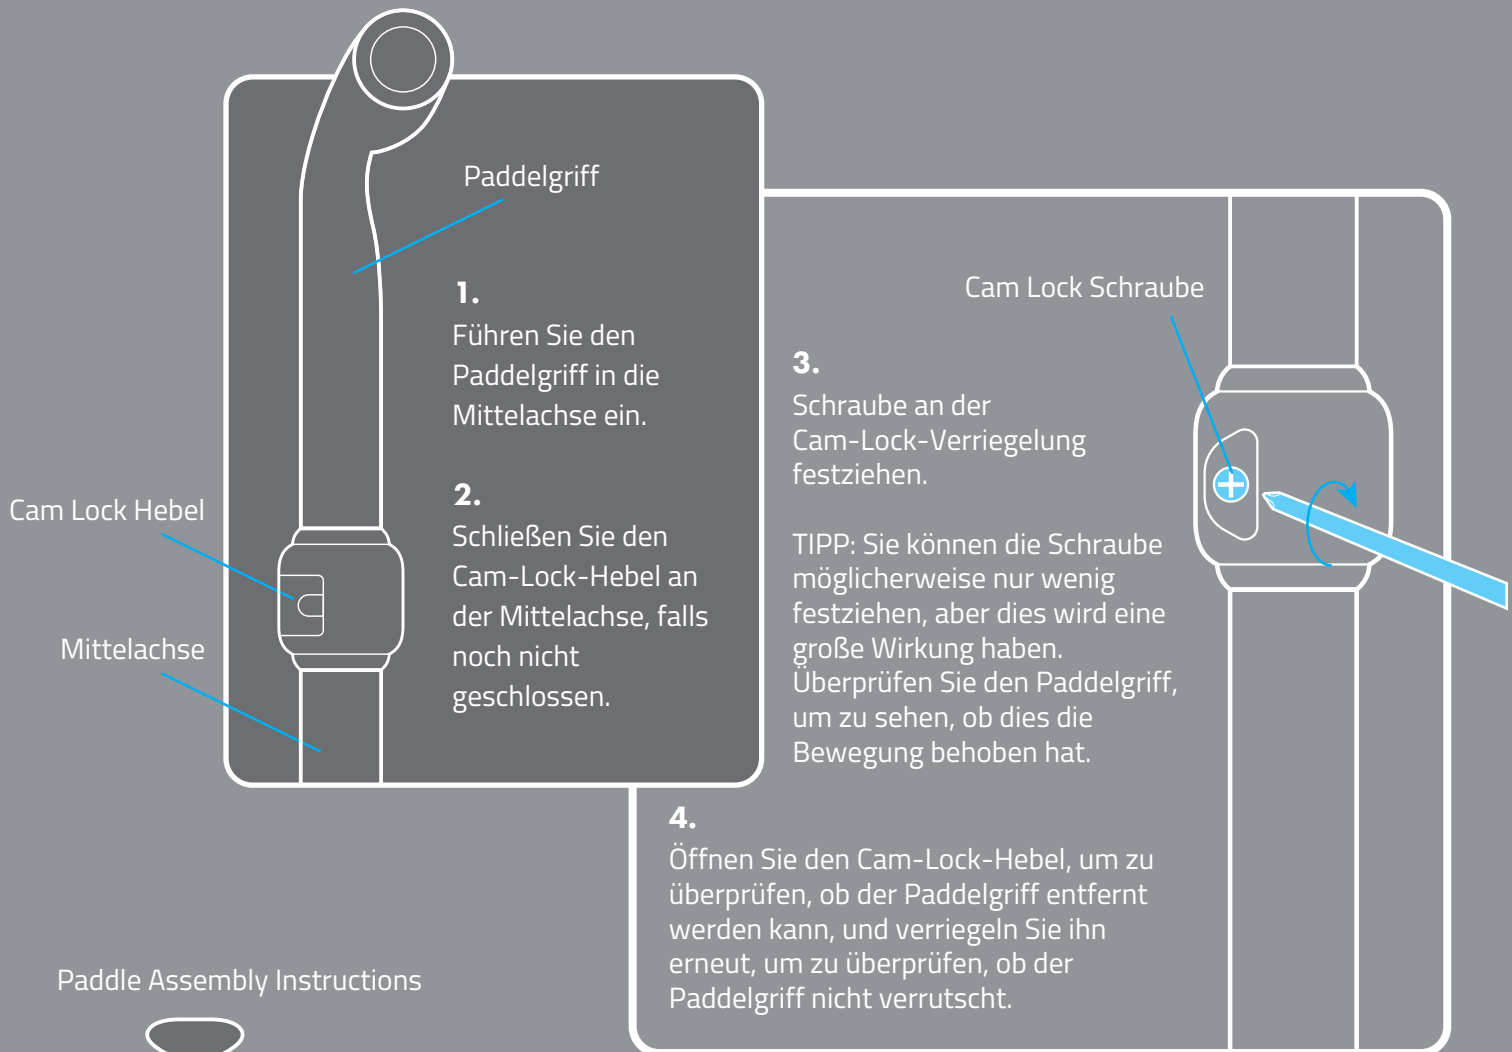 Paddelgriff
1.
Führen Sie den
Paddelgriff in die
Mittelachse ein.
2.
Schließen Sie den
Cam-Lock-Hebel an
der Mittelachse, falls
noch nicht
geschlossen.
Cam Lock Hebel
Mittelachse
Cam Lock Schraube
3.
Schraube an der
Cam-Lock-Verriegelung
festziehen.
TIPP: Sie können die Schraube
möglicherweise nur wenig
festziehen, aber dies wird eine
große Wirkung haben.
Überprüfen Sie den Paddelgriff,
um zu sehen, ob dies die
Bewegung behoben hat.
4.
Öffnen Sie den Cam-Lock-Hebel, um zu
überprüfen, ob der Paddelgriff entfernt
werden kann, und verriegeln Sie ihn
erneut, um zu überprüfen, ob der
Paddelgriff nicht verrutscht.
Paddle Assembly Instructions